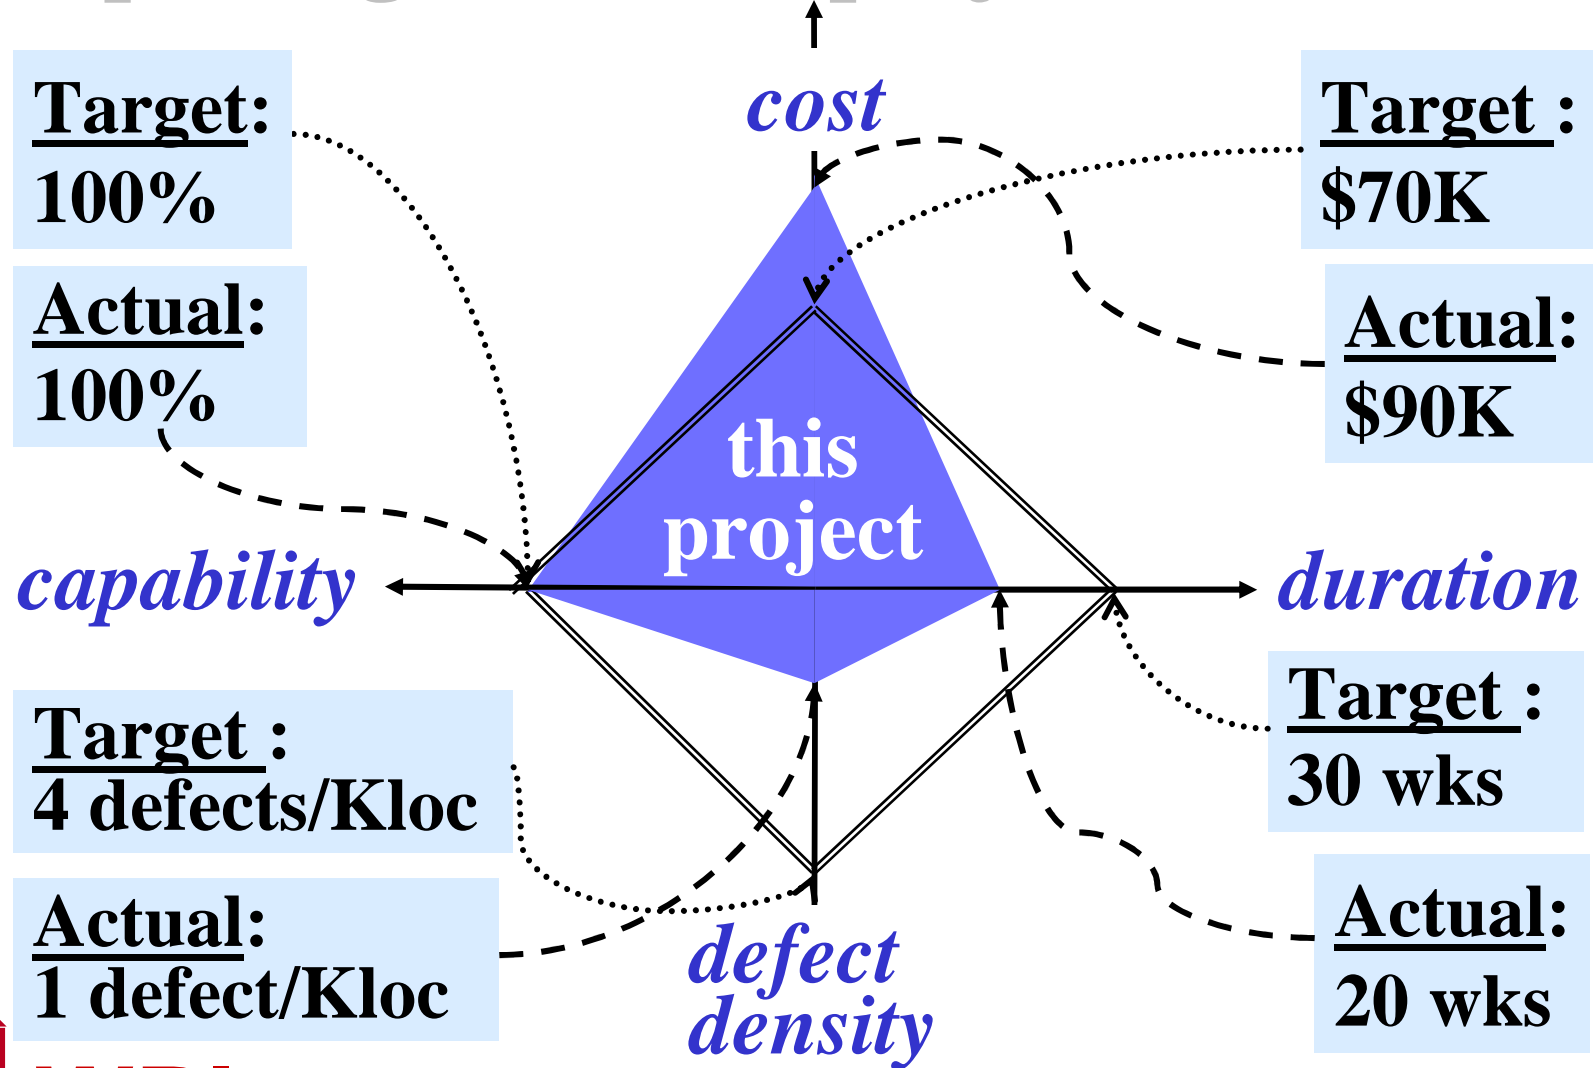 cost
Target:
100%
Actual:
100%
Target :
$70K
Actual:
$90K
this
project
capability
duration
Target :
4 defects/Kloc
Actual:
1 defect/Kloc
Target :
30 wks
Actual:
20 wks
defect
density